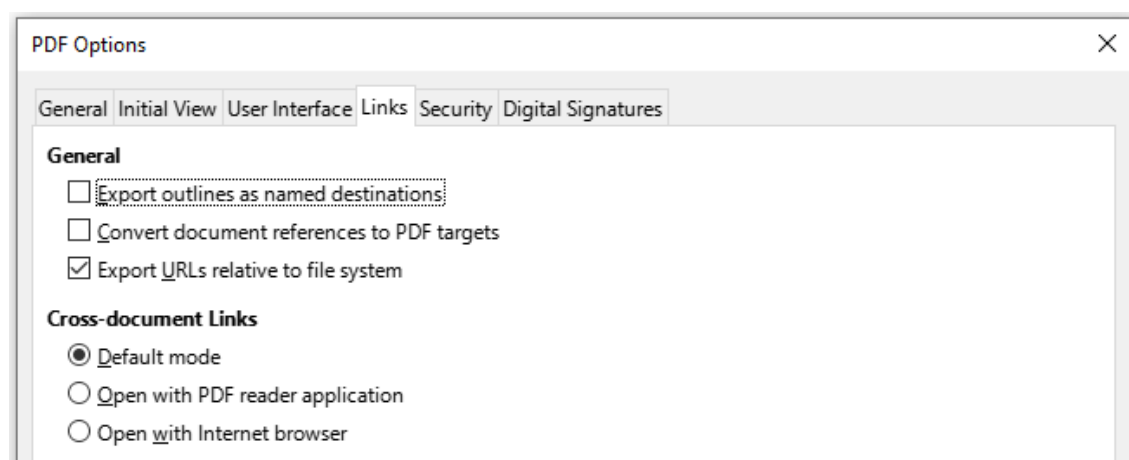 PDF Options
General Initial View User Interface Links Security Digital Signatures
General
Export outlines as named destinations
Convert document references to PDF targets
Export URLs relative to file system
Cross-document Links
Default mode
Open with PDF reader application
Open with Internet browser